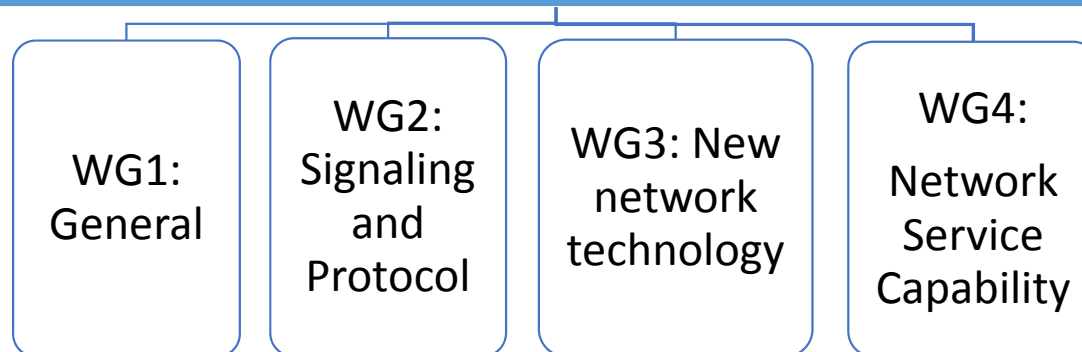 WG1:
General
WG2:
Signaling
and
Protocol
WG3: New
network
technology
WG4:
Network
Service
Capability